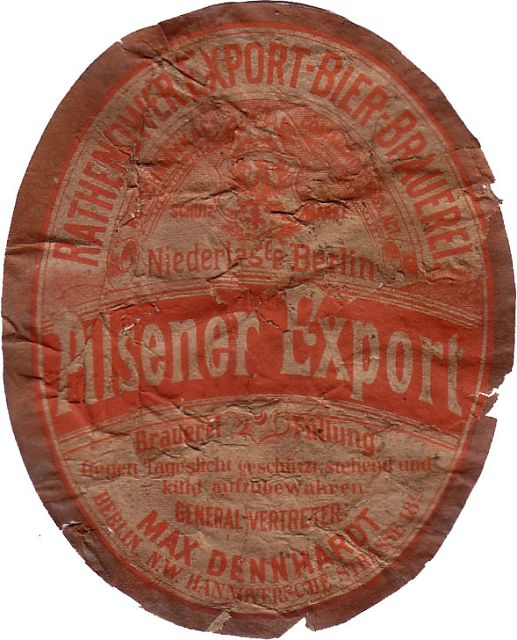 RATHENOWER EXPORT-BIER-BRAUEREI
SCHUTZ MARKE
Niederlage Berlin
Pilsener Export
Brauerei Füllung
Gegen Tageslicht geschützt, stehend und
kühl aufzubewahren
GENERAL-VERTRETER:
MAX DENNHARDT
BERLIN N.W. HANNOVERSCHE STRASSE 18